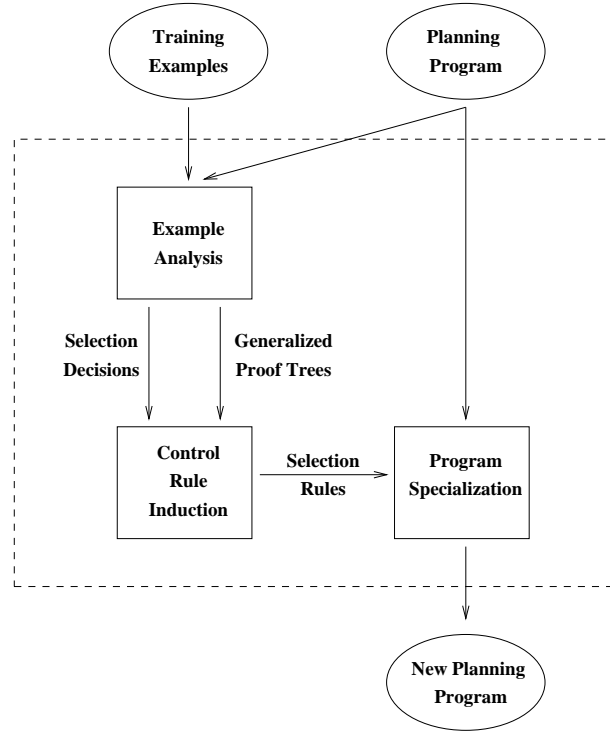 Training
Examples
Planning
Program
Example
Analysis
Selection
Decisions
Generalized
Proof Trees
Control
Rule
Induction
Selection
Rules
Program
Specialization
New Planning
Program